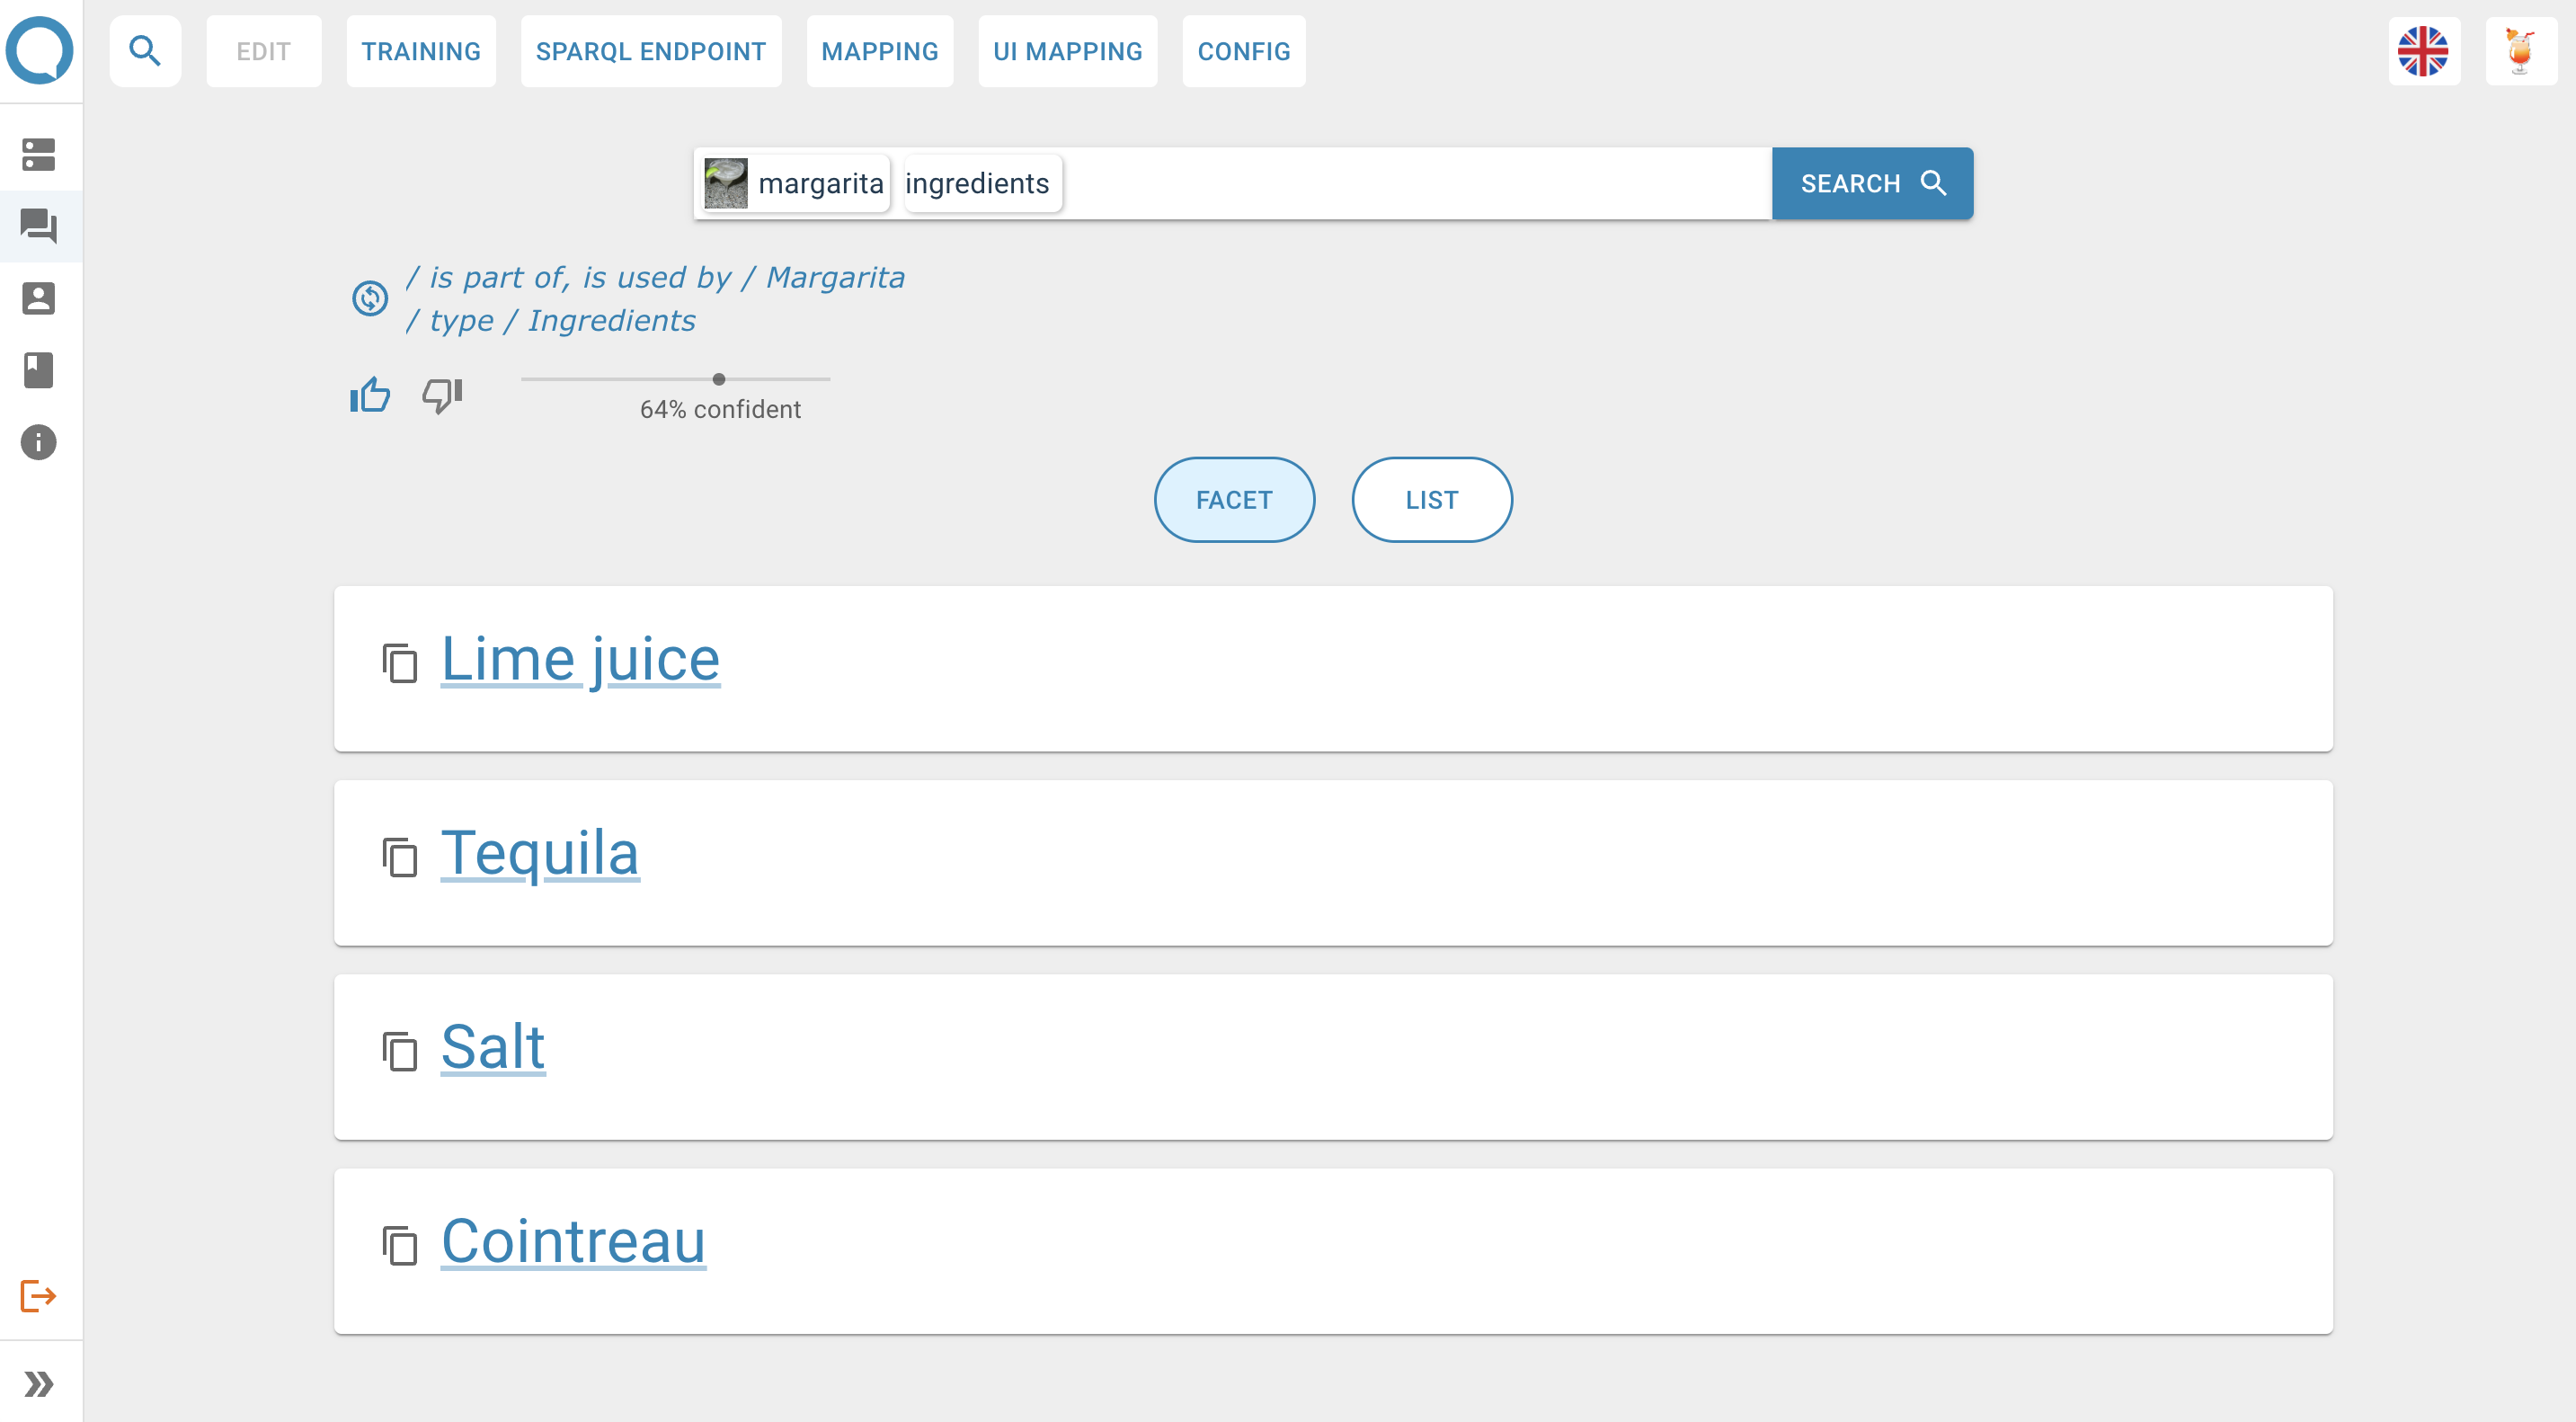 EDIT TRAINING SPARQL ENDPOINT MAPPING UI MAPPING CONFIG
margarita ingredients SEARCH
/ is part of, is used by / Margarita
/ type / Ingredients
64% confident
FACET LIST
Lime juice
Tequila
Salt
Cointreau